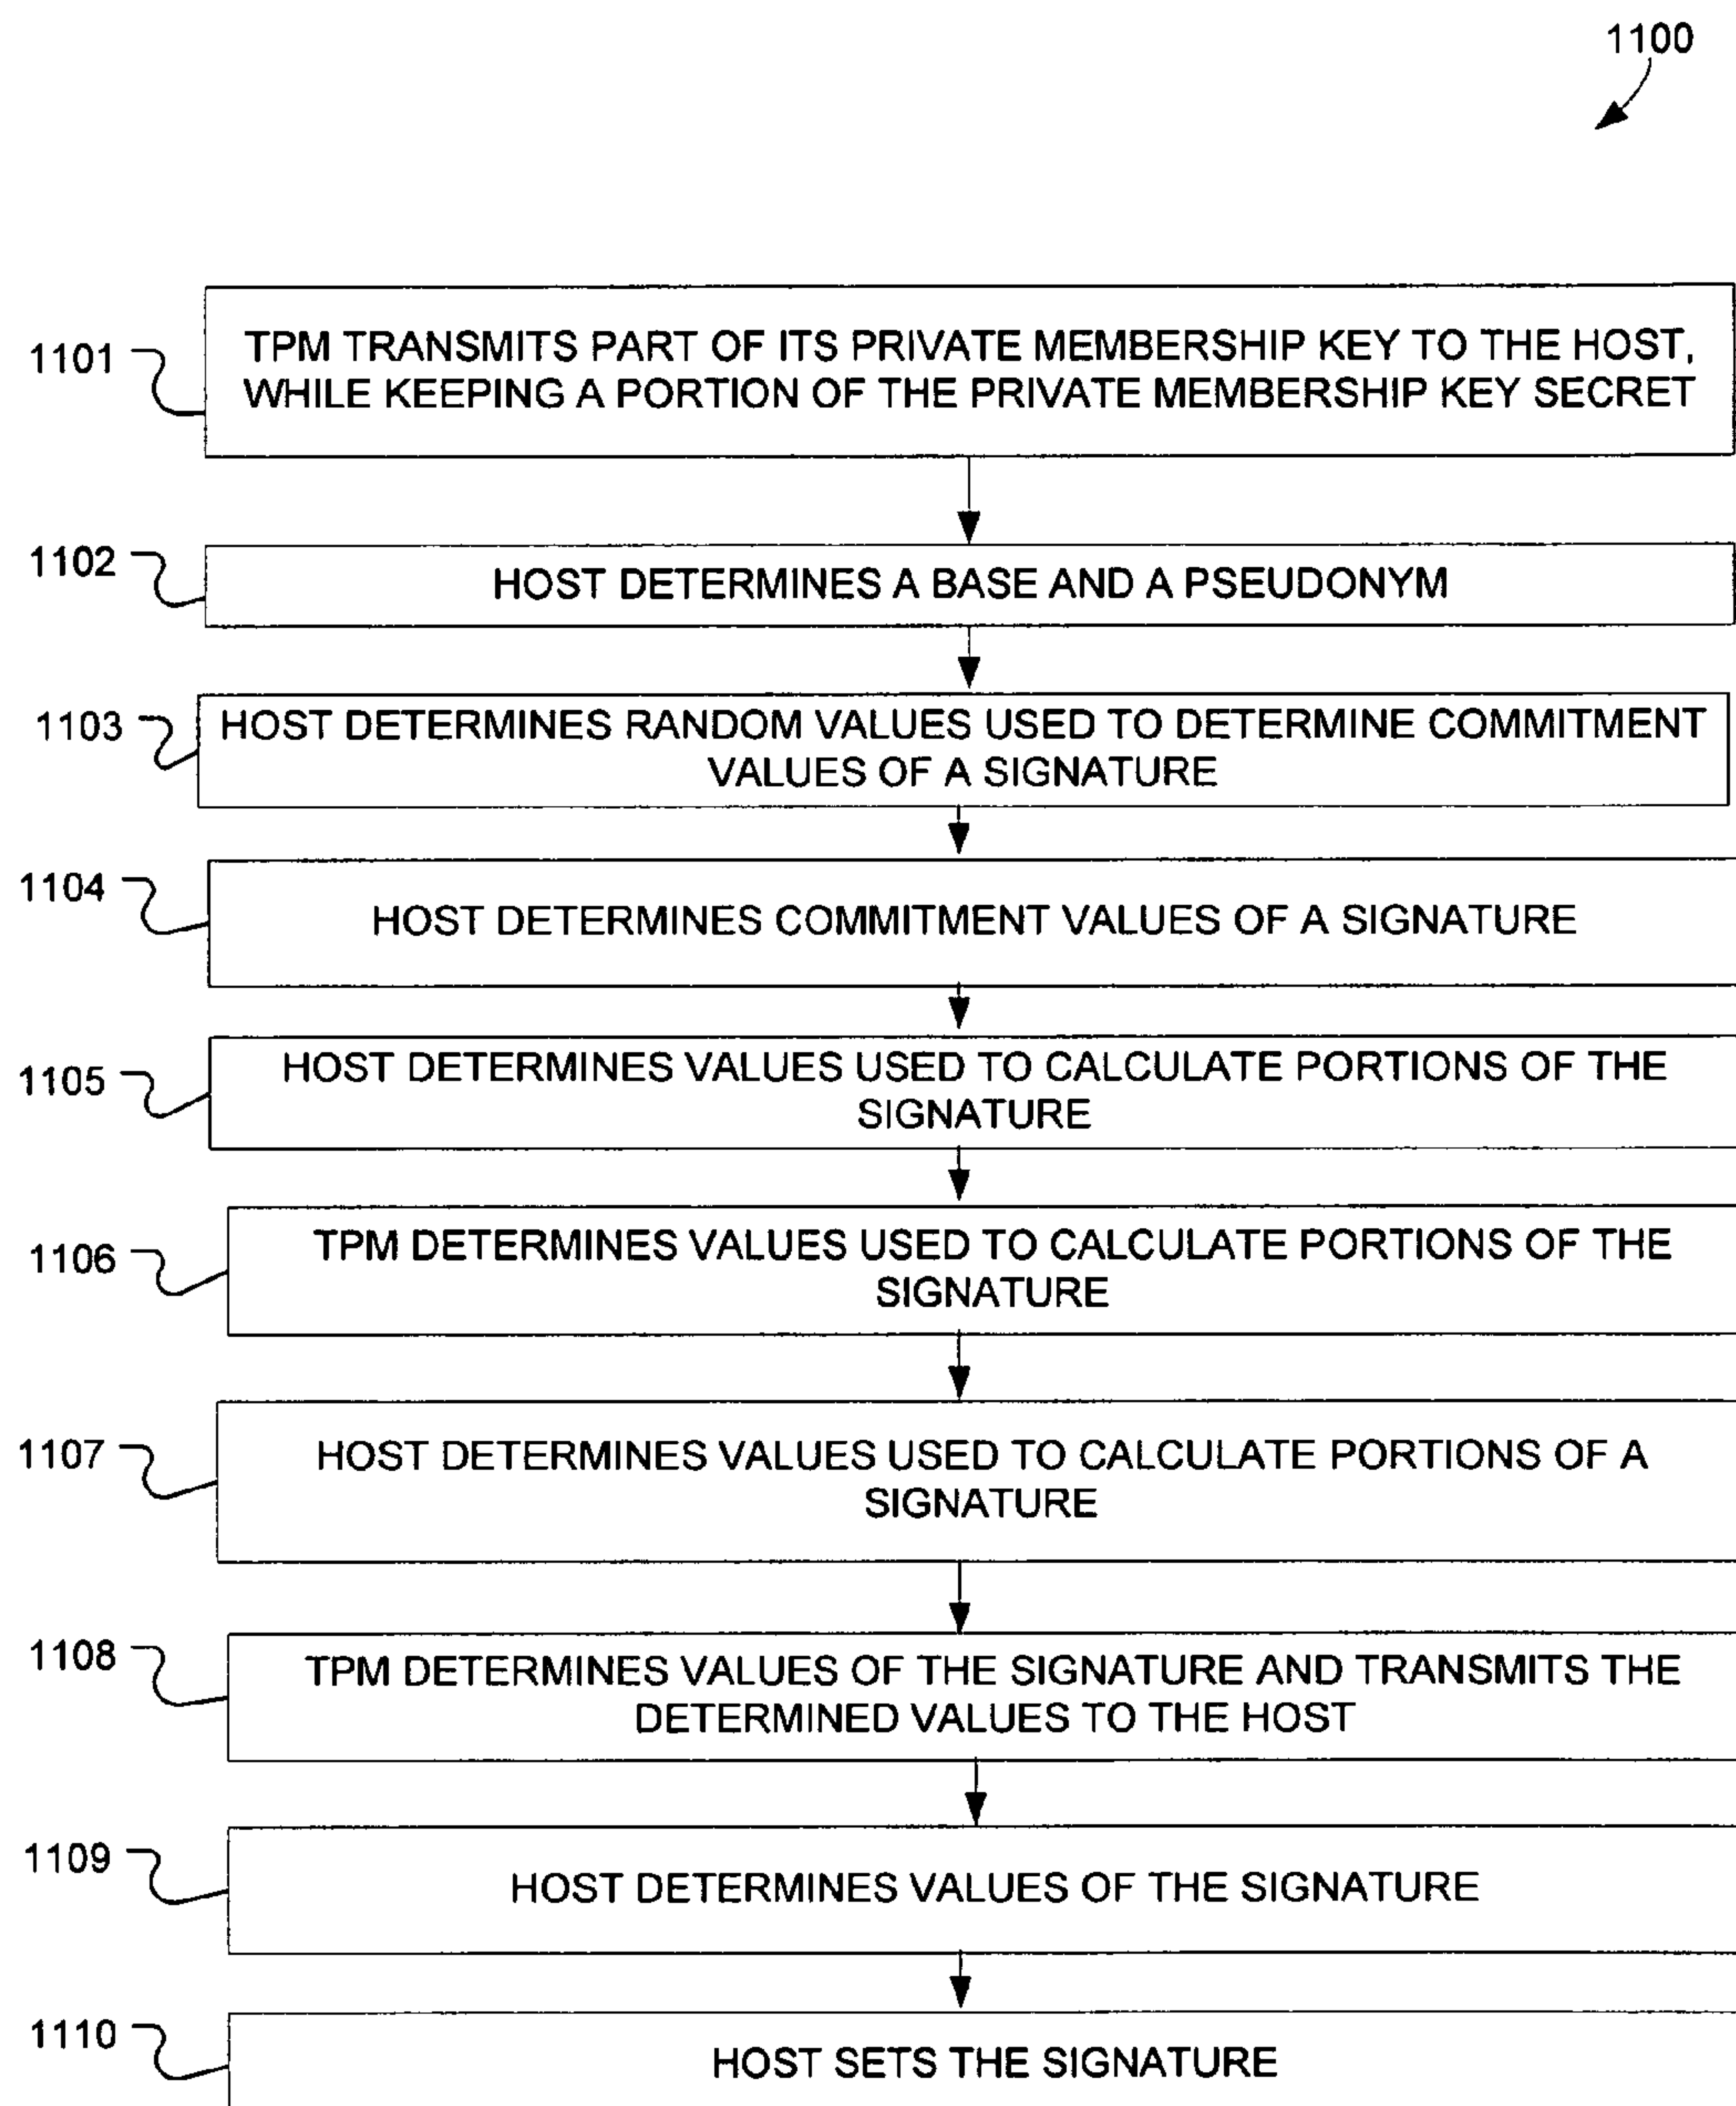 1100
1101
TPM TRANSMITS PART OF ITS PRIVATE MEMBERSHIP KEY TO THE HOST,
WHILE KEEPING A PORTION OF THE PRIVATE MEMBERSHIP KEY SECRET
1102
HOST DETERMINES A BASE AND A PSEUDONYM
1103
HOST DETERMINES RANDOM VALUES USED TO DETERMINE COMMITMENT
VALUES OF A SIGNATURE
1104
HOST DETERMINES COMMITMENT VALUES OF A SIGNATURE
1105
HOST DETERMINES VALUES USED TO CALCULATE PORTIONS OF THE
SIGNATURE
1106
TPM DETERMINES VALUES USED TO CALCULATE PORTIONS OF THE
SIGNATURE
1107
HOST DETERMINES VALUES USED TO CALCULATE PORTIONS OF A
SIGNATURE
1108
TPM DETERMINES VALUES OF THE SIGNATURE AND TRANSMITS THE
DETERMINED VALUES TO THE HOST
1109
HOST DETERMINES VALUES OF THE SIGNATURE
1110
HOST SETS THE SIGNATURE